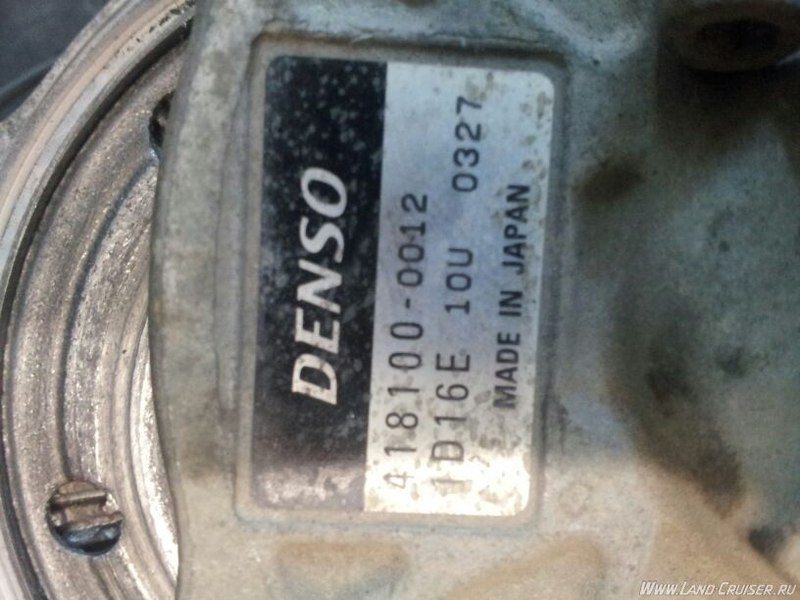 DENSO
418100-0012
1D16E 10U 0327
MADE IN JAPAN
WWW.LAND-CRUISER.RU